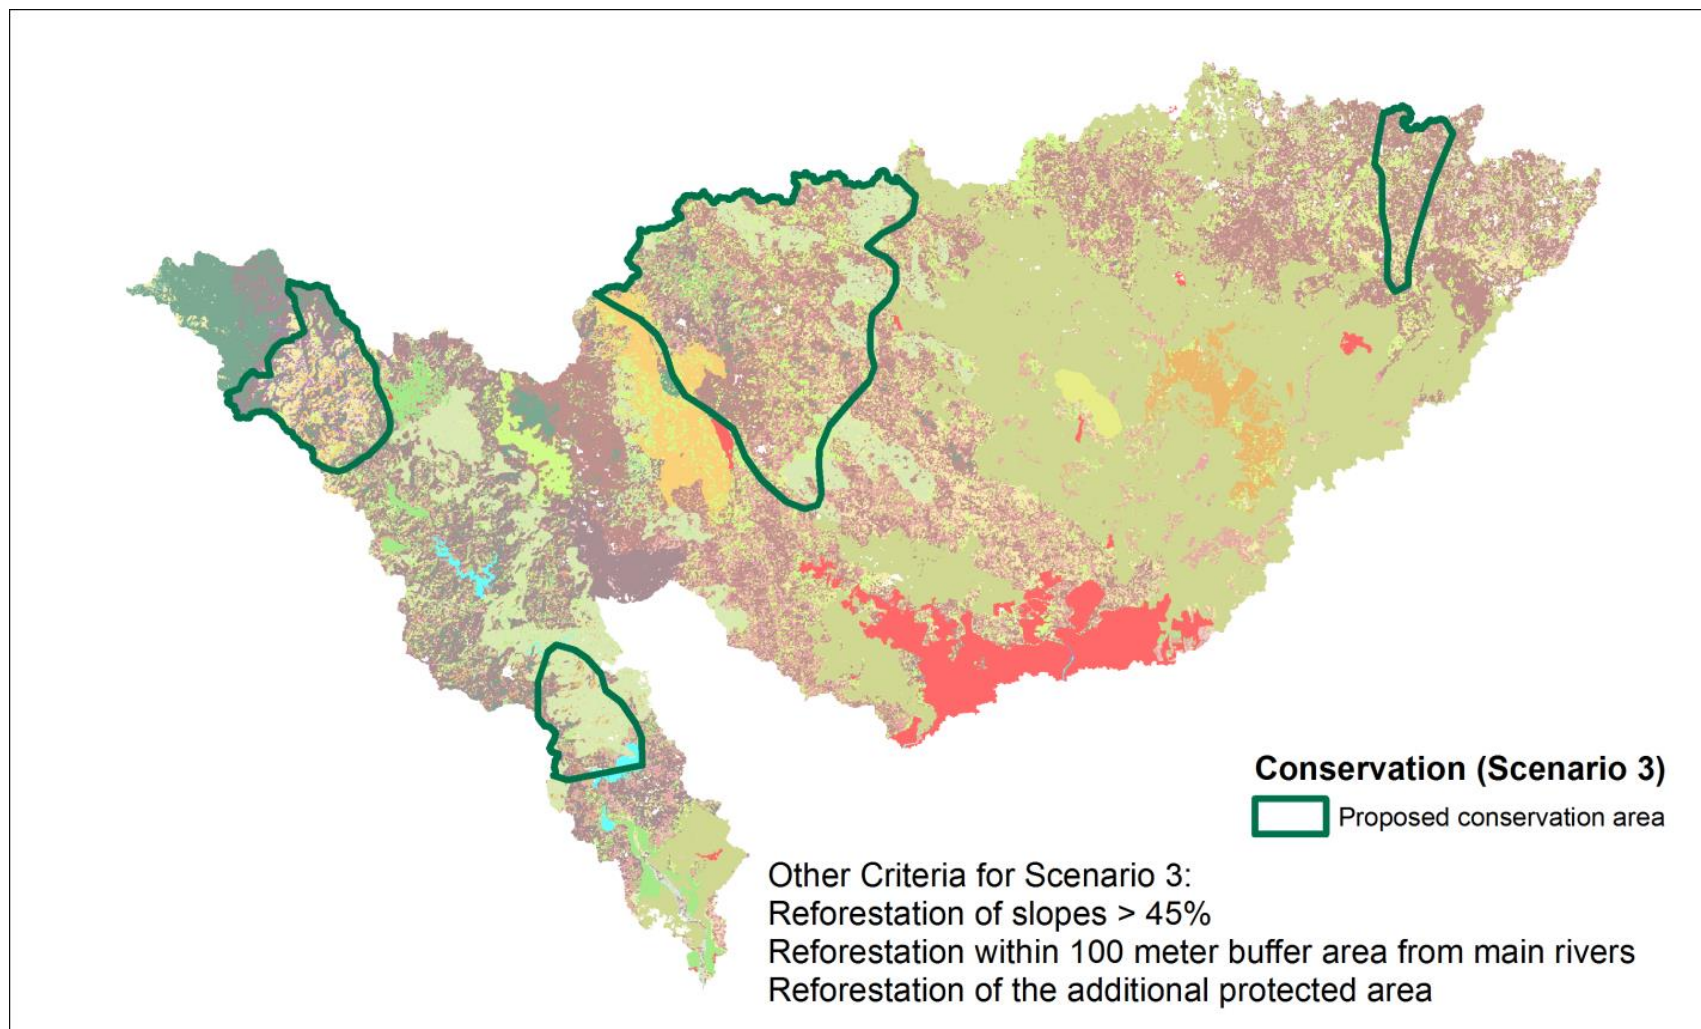 Conservation (Scenario 3)
Proposed conservation area
Other Criteria for Scenario 3:
Reforestation of slopes > 45%
Reforestation within 100 meter buffer area from main rivers
Reforestation of the additional protected area